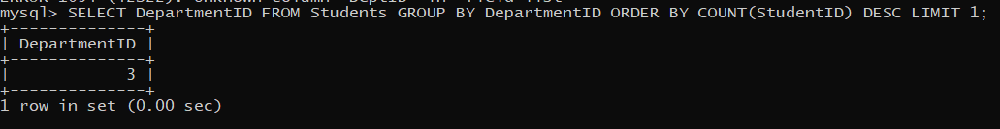 mysql> SELECT DepartmentID FROM Students GROUP BY DepartmentID ORDER BY COUNT(StudentID) DESC LIMIT 1;
+--------------+
| DepartmentID |
+--------------+
|            3 |
+--------------+
1 row in set (0.00 sec)